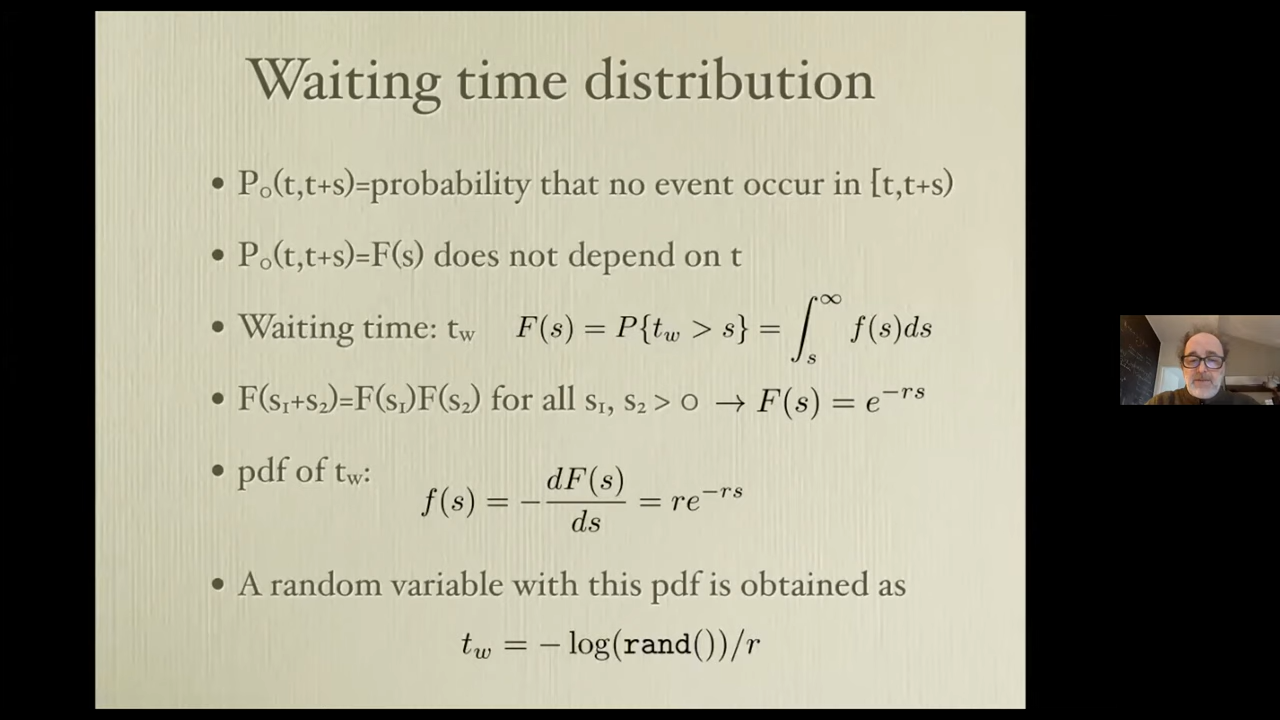 Waiting time distribution
• P₀(t,t+s)=probability that no event occur in [t,t+s)
• P₀(t,t+s)=F(s) does not depend on t
• Waiting time: t_w F(s) = P{t_w > s} = ∫_s^∞ f(s)ds
• F(s₁+s₂)=F(s₁)F(s₂) for all s₁, s₂ > 0 → F(s) = e^{−rs}
• pdf of t_w: f(s) = −dF(s)/ds = re^{−rs}
• A random variable with this pdf is obtained as
t_w = − log(rand())/r